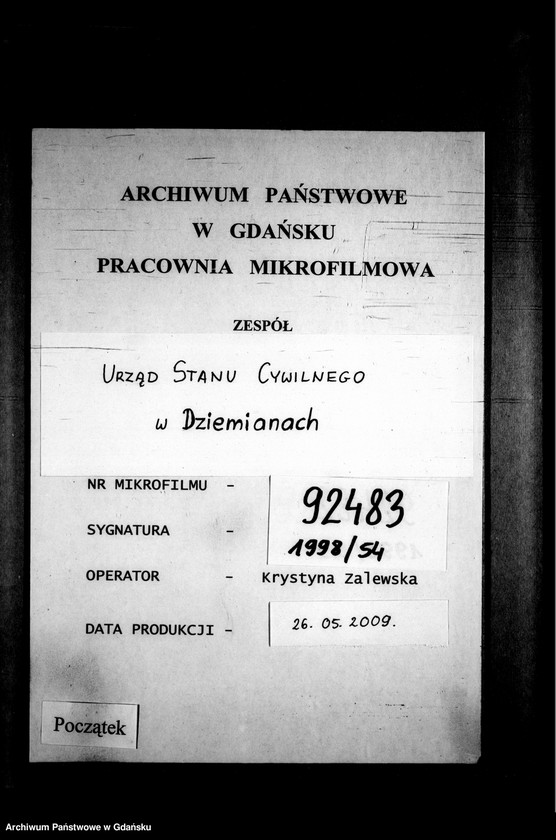 ARCHIWUM PAŃSTWOWE
W GDAŃSKU
PRACOWNIA MIKROFILMOWA
ZESPÓŁ
URZĄD STANU CYWILNEGO
w Dziemianach
NR MIKROFILMU - 92483
SYGNATURA - 1998/54
OPERATOR - Krystyna Zalewska
DATA PRODUKCJI - 26. 05. 2009.
Początek
Archiwum Państwowe w Gdańsku